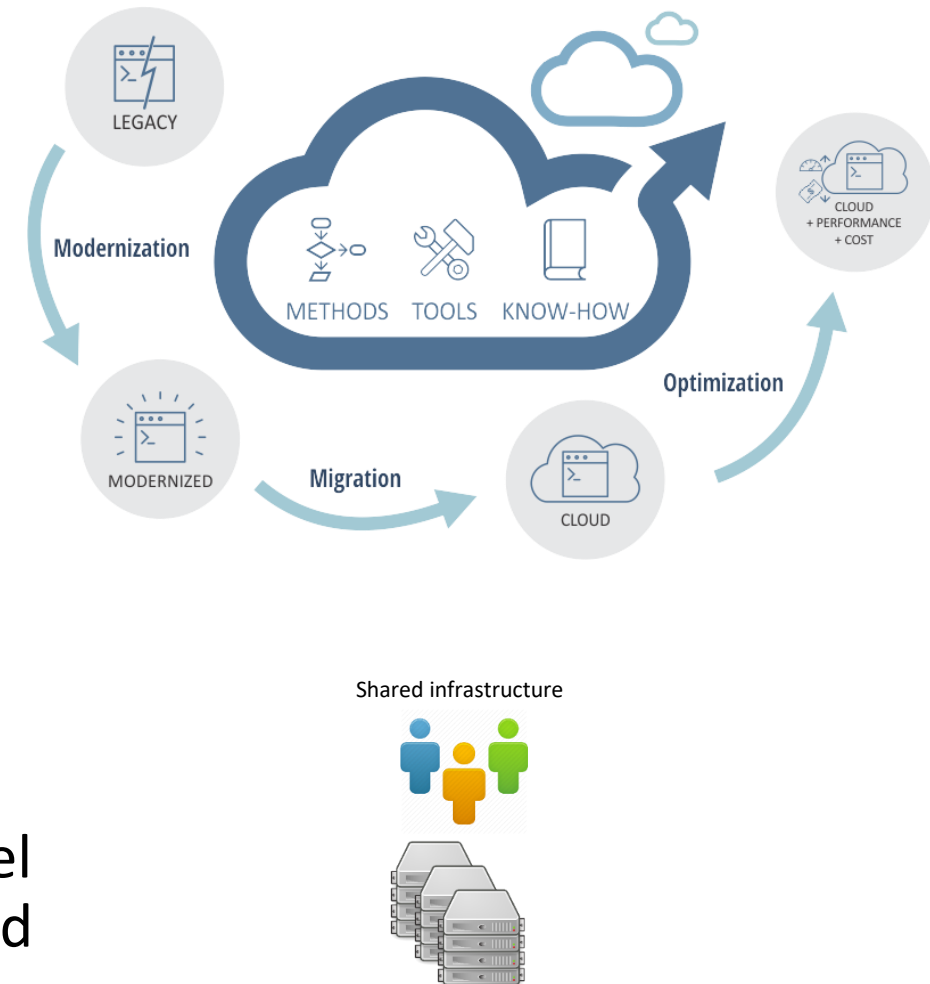 LEGACY
Modernization
METHODS TOOLS KNOW-HOW
CLOUD
+ PERFORMANCE
+ COST
Optimization
MODERNIZED
Migration
CLOUD
Shared infrastructure
el
d